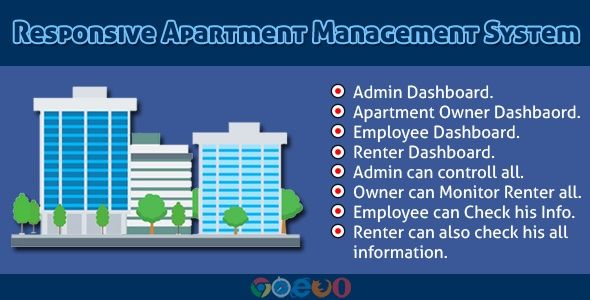 Responsive Apartment Management System
Admin Dashboard.
Apartment Owner Dashbaord.
Employee Dashboard.
Renter Dashboard.
Admin can controll all.
Owner can Monitor Renter all.
Employee can Check his Info.
Renter can also check his all
information.